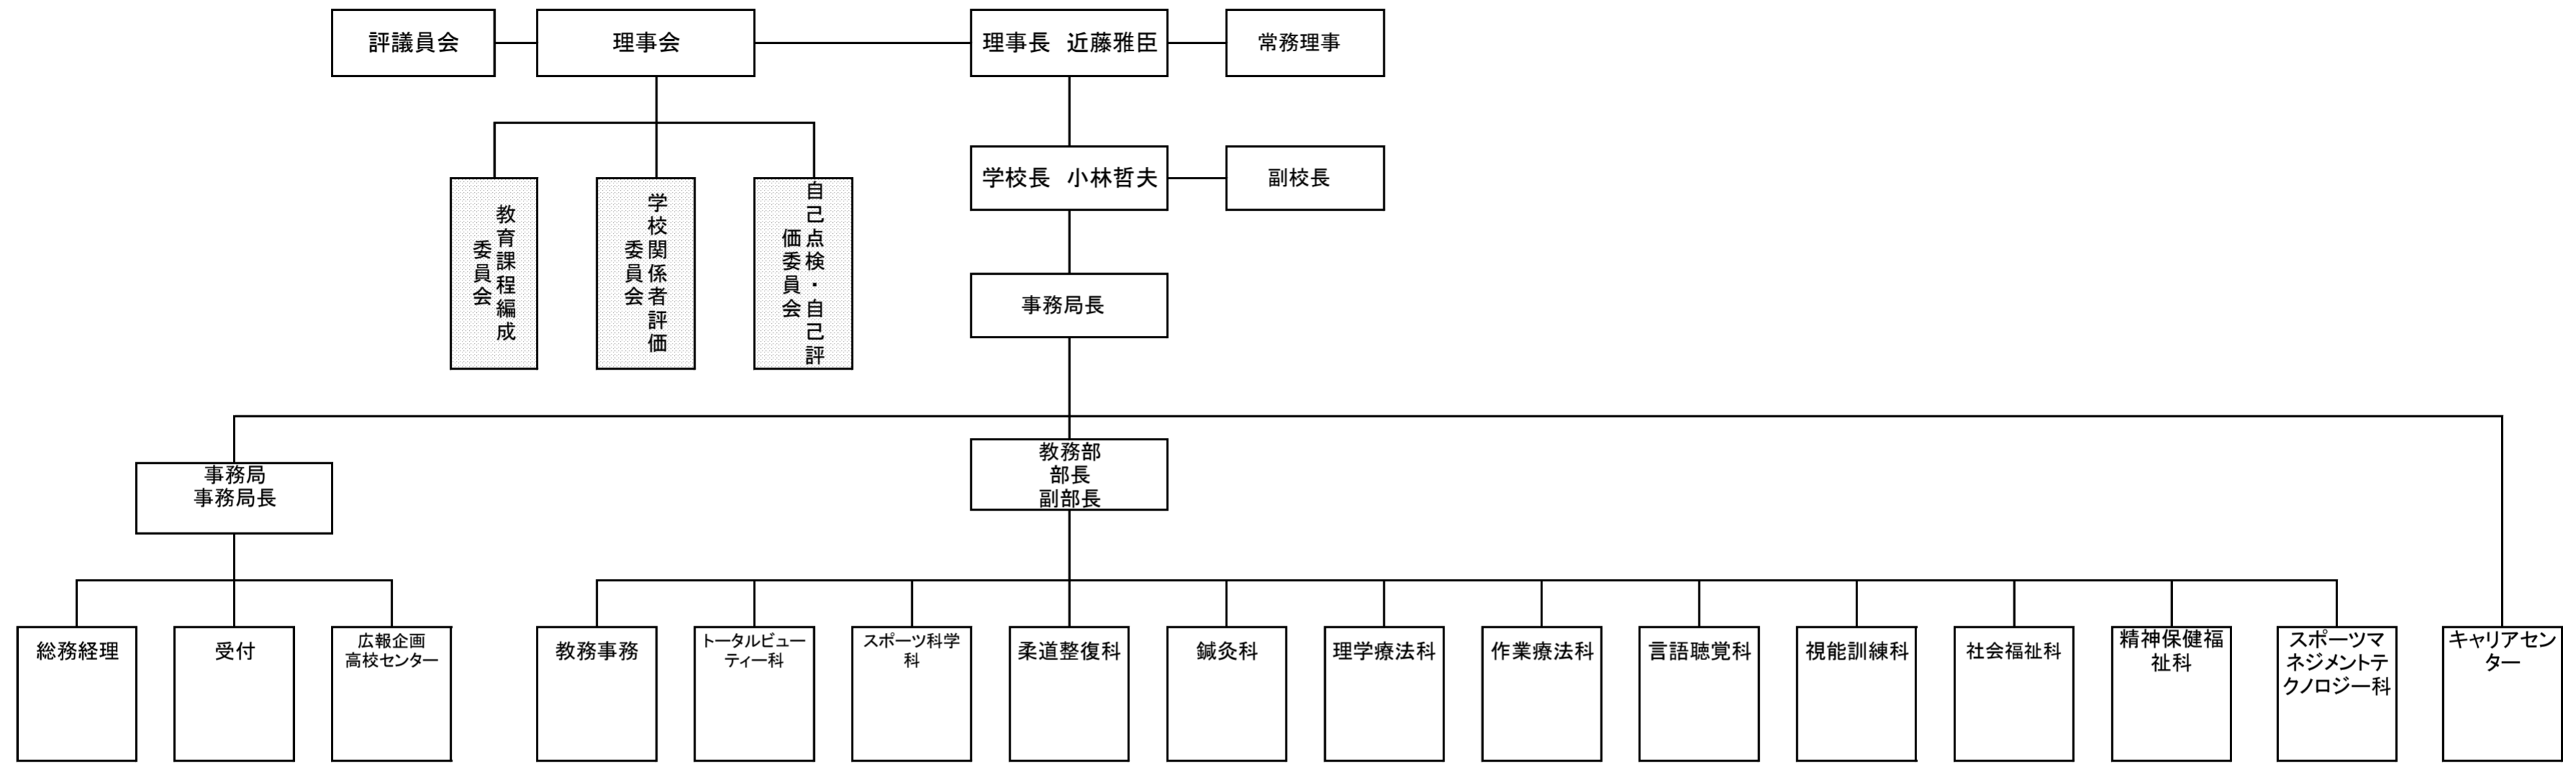 評議員会
理事会
理事長　近藤雅臣
常務理事
学校長　小林哲夫
副校長
教育課程編成
委員会
学校関係者評価
委員会
自己点検・自己評
価委員会
事務局長
事務局
事務局長
教務部
部長
副部長
総務経理
受付
広報企画
高校センター
教務事務
トータルビュー
ティー科
スポーツ科学
科
柔道整復科
鍼灸科
理学療法科
作業療法科
言語聴覚科
視能訓練科
社会福祉科
精神保健福
祉科
スポーツマ
ネジメントテ
クノロジー科
キャリアセン
ター